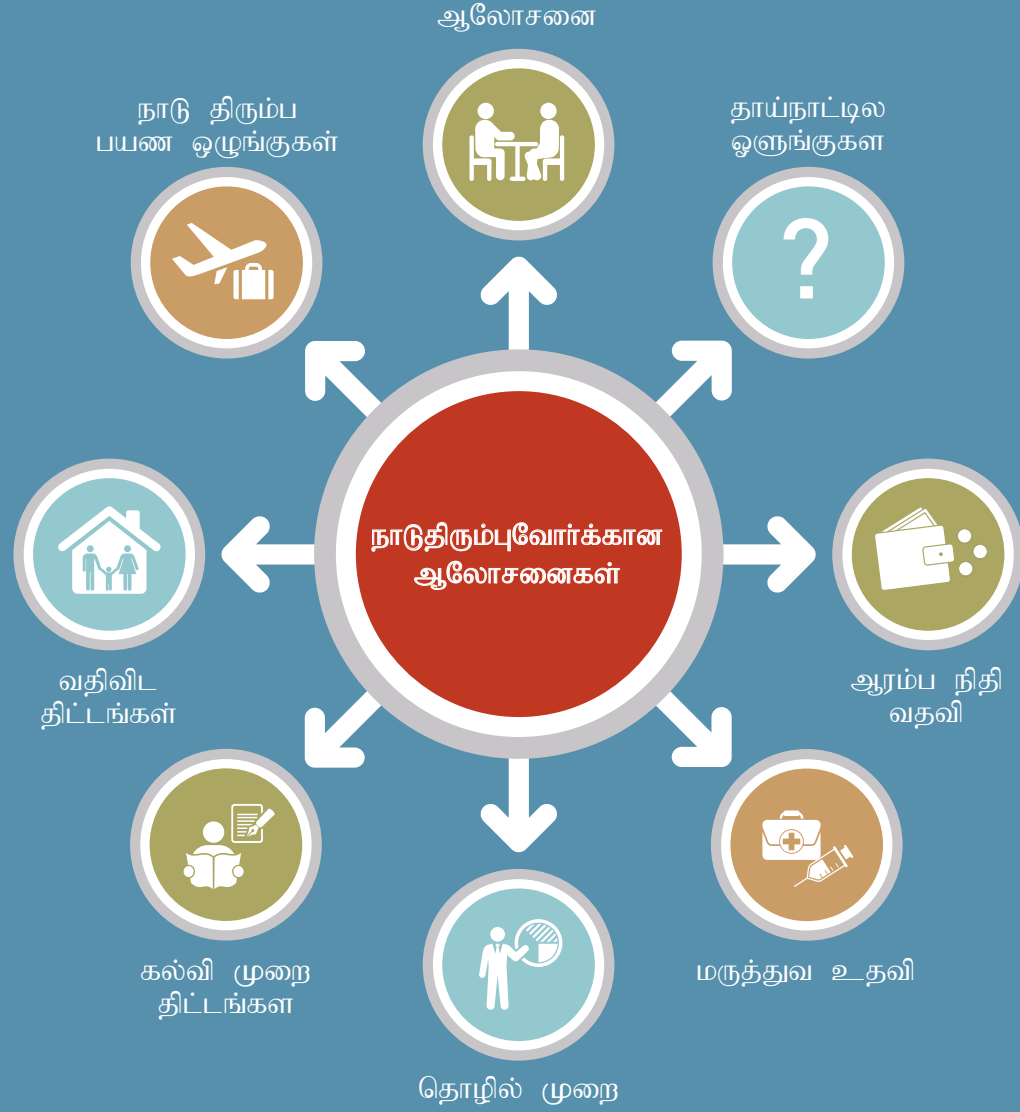 ஆலோசனை
நாடு திரும்ப
பயண ஒழுங்குகள்
தாய்நாட்டில
ஓளுங்குகள
நாடுதிரும்புவோர்க்கான
ஆலோசனைகள்
வதிவிட
திட்டங்கள்
ஆரம்ப நிதி
வதவி
கல்வி முறை
திட்டங்கள
மருத்துவ உதவி
தொழில் முறை